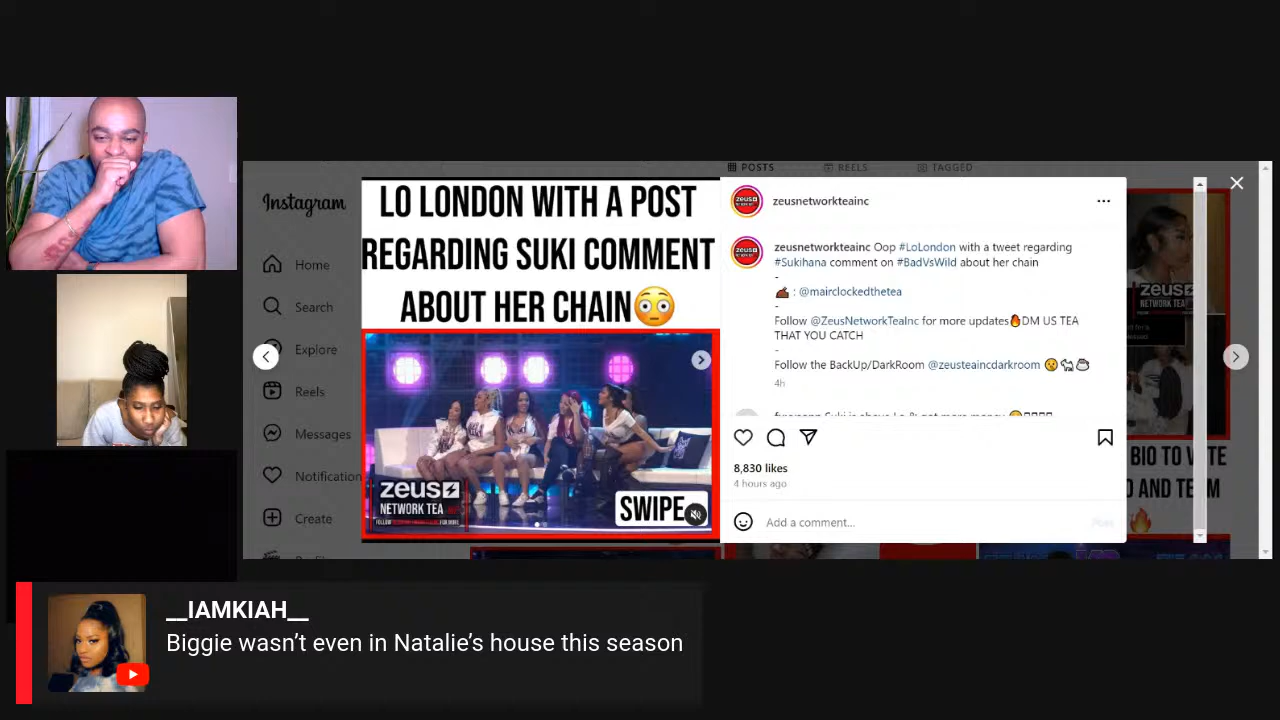 POSTS
REELS
TAGGED
Instagram
Home
Search
Explore
Reels
Messages
Notification
Create
LO LONDON WITH A POST
REGARDING SUKI COMMENT
ABOUT HER CHAIN😳
zeus
NETWORK TEA
SWIPE
zeusnetworkteainc
zeusnetworkteainc Oop #LoLondon with a tweet regarding
#Sukihana comment on #BadVsWild about her chain
-
: @mairclockedthetea
-
Follow @ZeusNetworkTeaInc for more updates🔥DM US TEA
THAT YOU CATCH
-
Follow the BackUp/DarkRoom @zeusteaincdarkroom
4h
8,830 likes
4 hours ago
Add a comment...
Post
zeus
NETWORK TEA
BIO TO VOTE
AND TEAM
__IAMKIAH__
Biggie wasn’t even in Natalie’s house this season